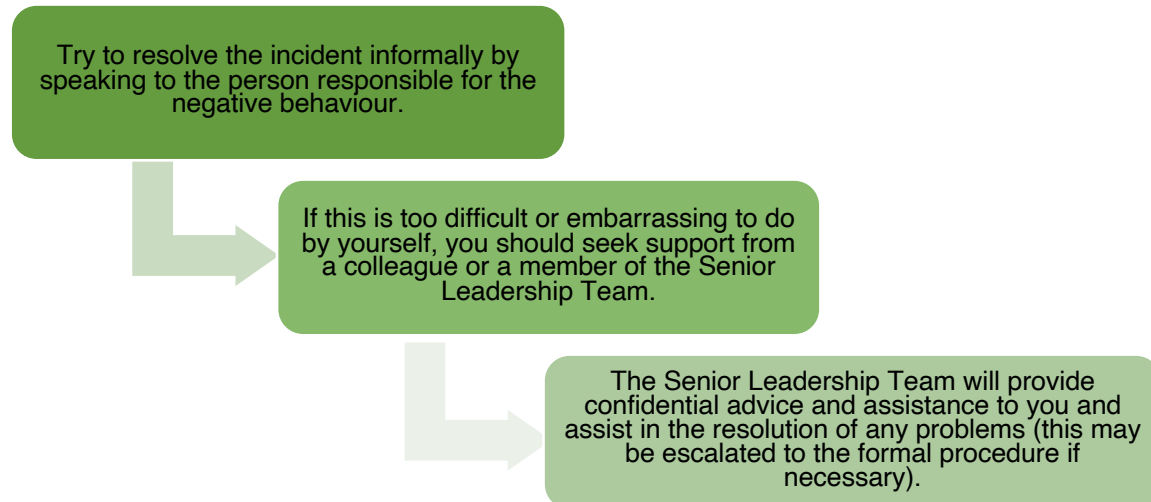 Try to resolve the incident informally by
speaking to the person responsible for the
negative behaviour.
If this is too difficult or embarrassing to do
by yourself, you should seek support from
a colleague or a member of the Senior
Leadership Team.
The Senior Leadership Team will provide
confidential advice and assistance to you and
assist in the resolution of any problems (this may
be escalated to the formal procedure if
necessary).